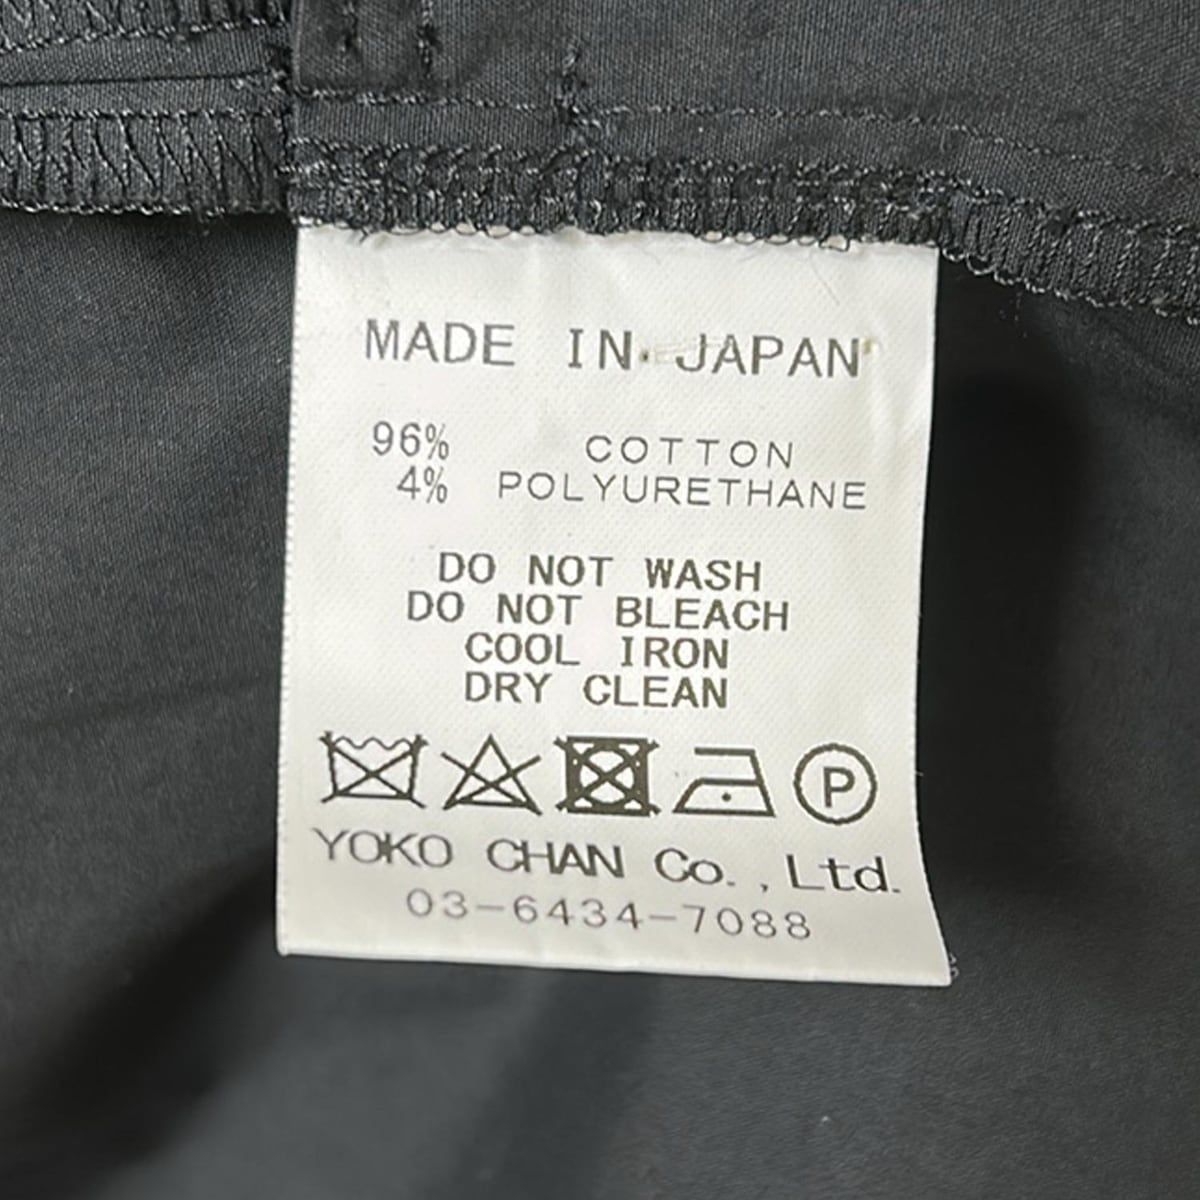 MADE IN JAPAN
96% COTTON
4% POLYURETHANE
DO NOT WASH
DO NOT BLEACH
COOL IRON
DRY CLEAN
P
YOKO CHAN Co., Ltd.
03-6434-7088